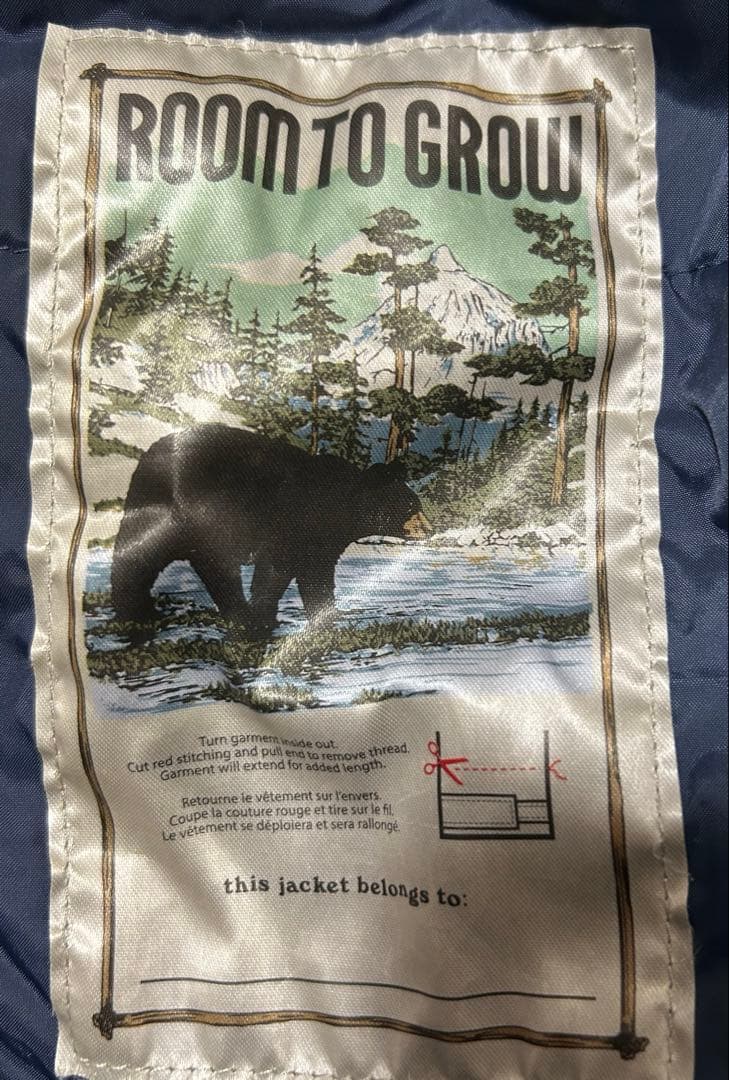 ROOM TO GROW
Turn garment inside out.
Cut red stitching and pull end to remove thread.
Garment will extend for added length.
Retourne le vêtement sur l'envers.
Coupe la couture rouge et tire sur le fil.
Le vêtement se déploiera et sera rallongé.
this jacket belongs to: